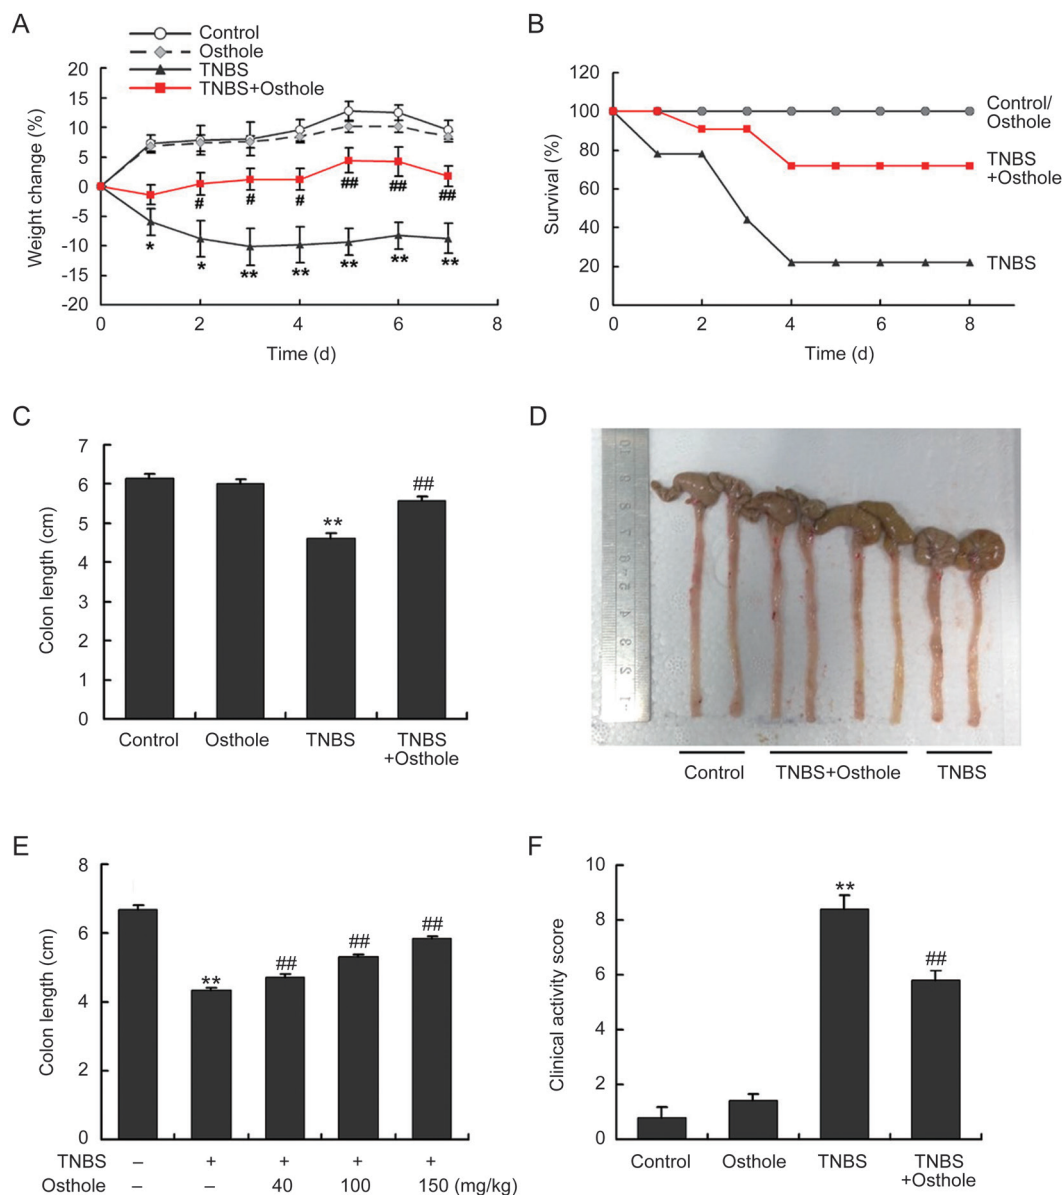 A
Control
Osthole
TNBS
TNBS+Osthole
20
15
10
5
0
-5
-10
-15
-20
Weight change (%)
#
#
#
##
##
##
*
*
**
**
**
**
**
0
2
4
6
8
Time (d)
B
120
100
80
60
40
20
0
Survival (%)
Control/
Osthole
TNBS
+Osthole
TNBS
0
2
4
6
8
Time (d)
C
7
6
5
4
3
2
1
0
Colon length (cm)
**
##
Control
Osthole
TNBS
TNBS
+Osthole
D
Control
TNBS+Osthole
TNBS
E
8
6
4
2
0
Colon length (cm)
**
##
##
##
TNBS – + + + +
Osthole – – 40 100 150 (mg/kg)
F
10
8
6
4
2
0
Clinical activity score
**
##
Control
Osthole
TNBS
TNBS
+Osthole